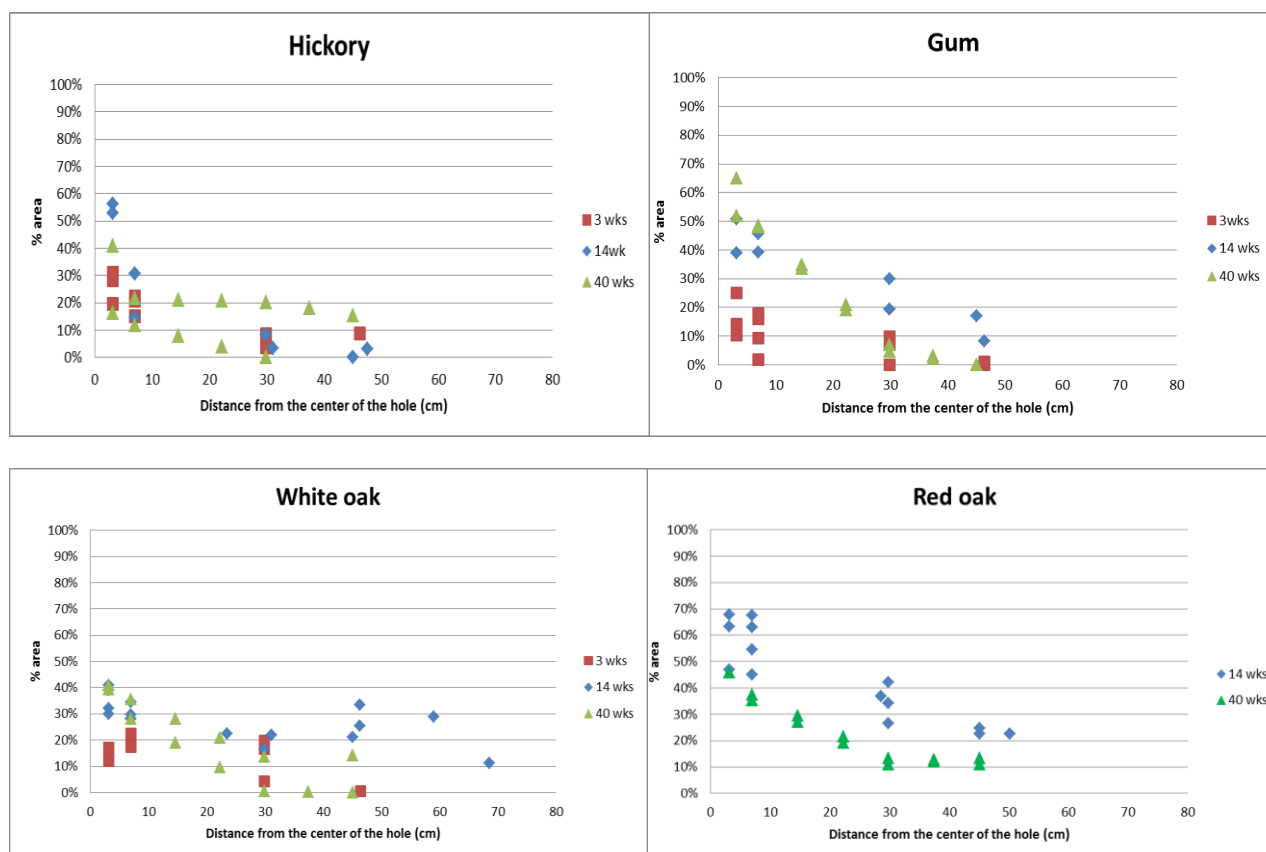 Hickory
100%
90%
80%
70%
60%
50%
40%
30%
20%
10%
0%
% area
0 10 20 30 40 50 60 70 80
Distance from the center of the hole (cm)
3 wks
14wk
40 wks
Gum
100%
90%
80%
70%
60%
50%
40%
30%
20%
10%
0%
% area
0 10 20 30 40 50 60 70 80
Distance from the center of the hole (cm)
3wks
14 wks
40 wks
White oak
100%
90%
80%
70%
60%
50%
40%
30%
20%
10%
0%
% area
0 10 20 30 40 50 60 70 80
Distance from the center of the hole (cm)
3 wks
14 wks
40 wks
Red oak
100%
90%
80%
70%
60%
50%
40%
30%
20%
10%
0%
% area
0 10 20 30 40 50 60 70 80
Distance from the center of the hole (cm)
14 wks
40 wks